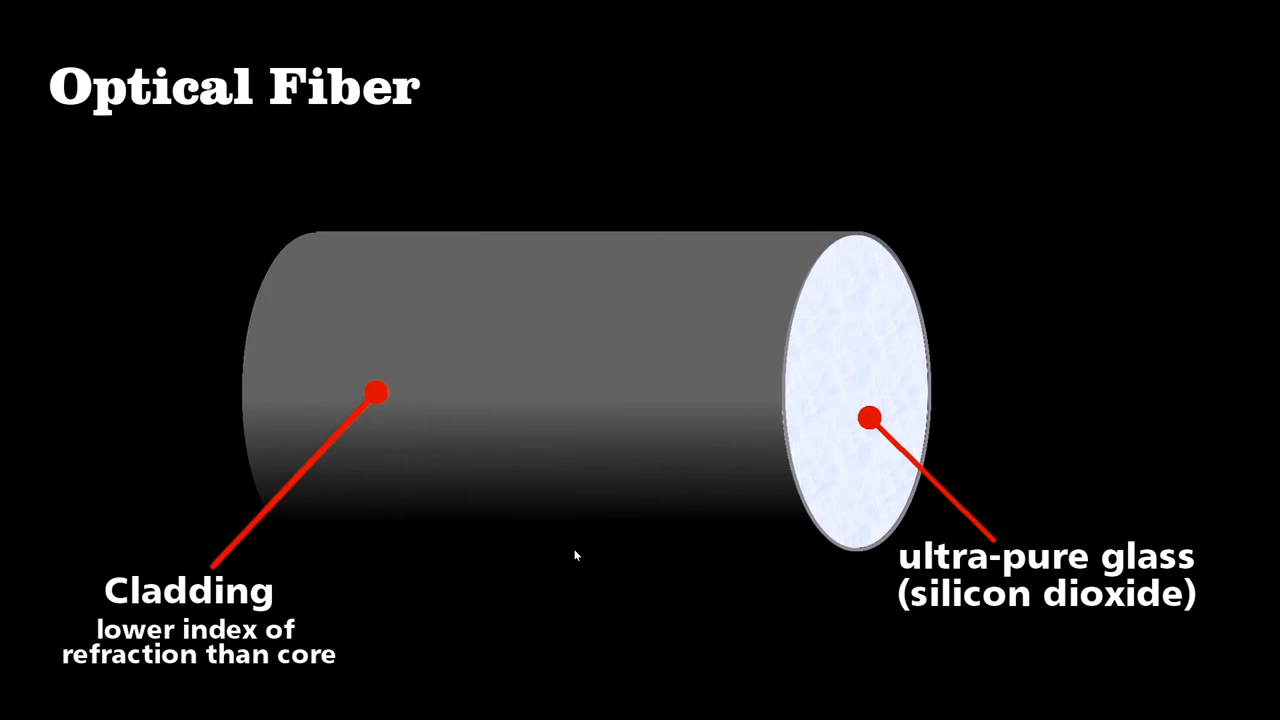 Optical Fiber
Cladding
lower index of
refraction than core
ultra-pure glass
(silicon dioxide)